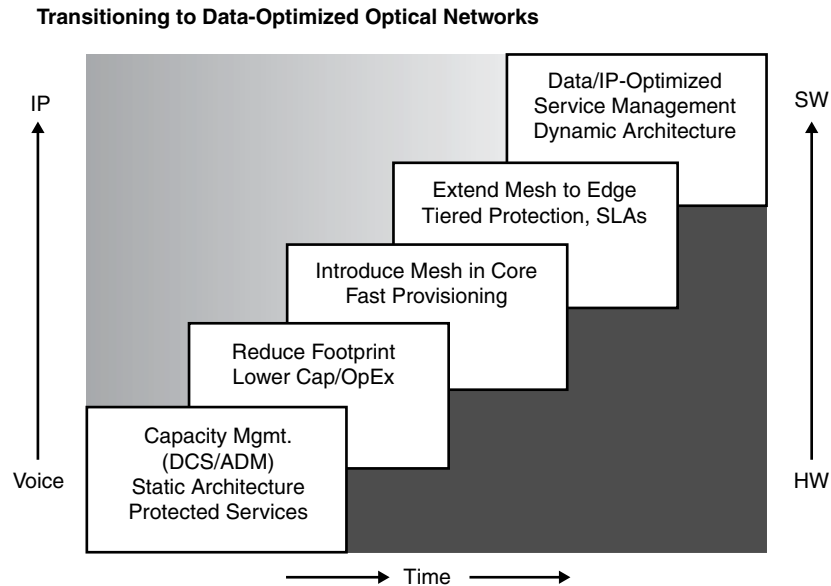 Transitioning to Data-Optimized Optical Networks
IP
SW
Data/IP-Optimized
Service Management
Dynamic Architecture
Extend Mesh to Edge
Tiered Protection, SLAs
Introduce Mesh in Core
Fast Provisioning
Reduce Footprint
Lower Cap/OpEx
Capacity Mgmt.
(DCS/ADM)
Static Architecture
Protected Services
Voice
HW
Time